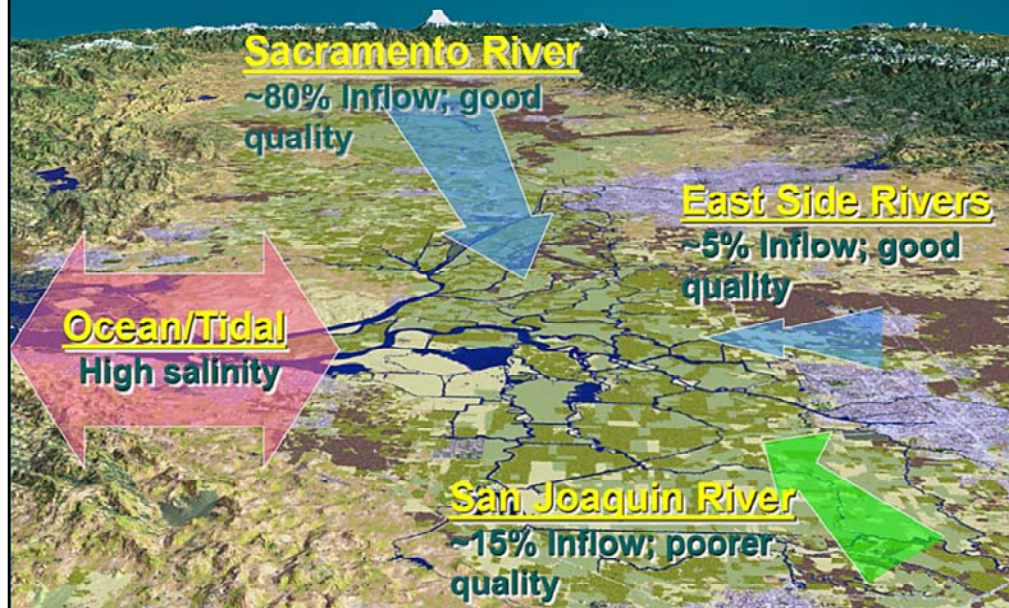 Sacramento River
~80% Inflow; good
quality
East Side Rivers
~5% Inflow; good
quality
Ocean/Tidal
High salinity
San Joaquin River
~15% Inflow; poorer
quality